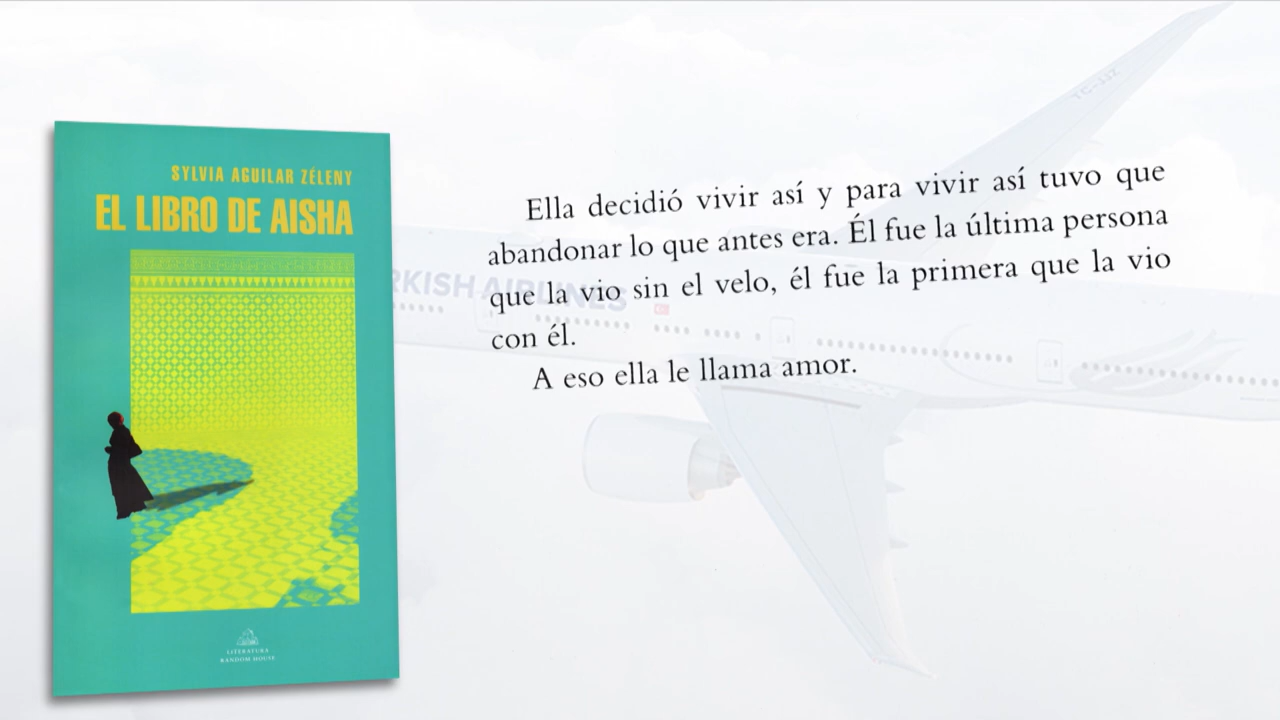 SYLVIA AGUILAR ZÉLENY
EL LIBRO DE AISHA
LITERATURA
RANDOM HOUSE
Ella decidió vivir así y para vivir así tuvo que
abandonar lo que antes era. Él fue la última persona
que la vio sin el velo, él fue la primera que la vio
con él.
A eso ella le llama amor.
RKISH AIRLINES